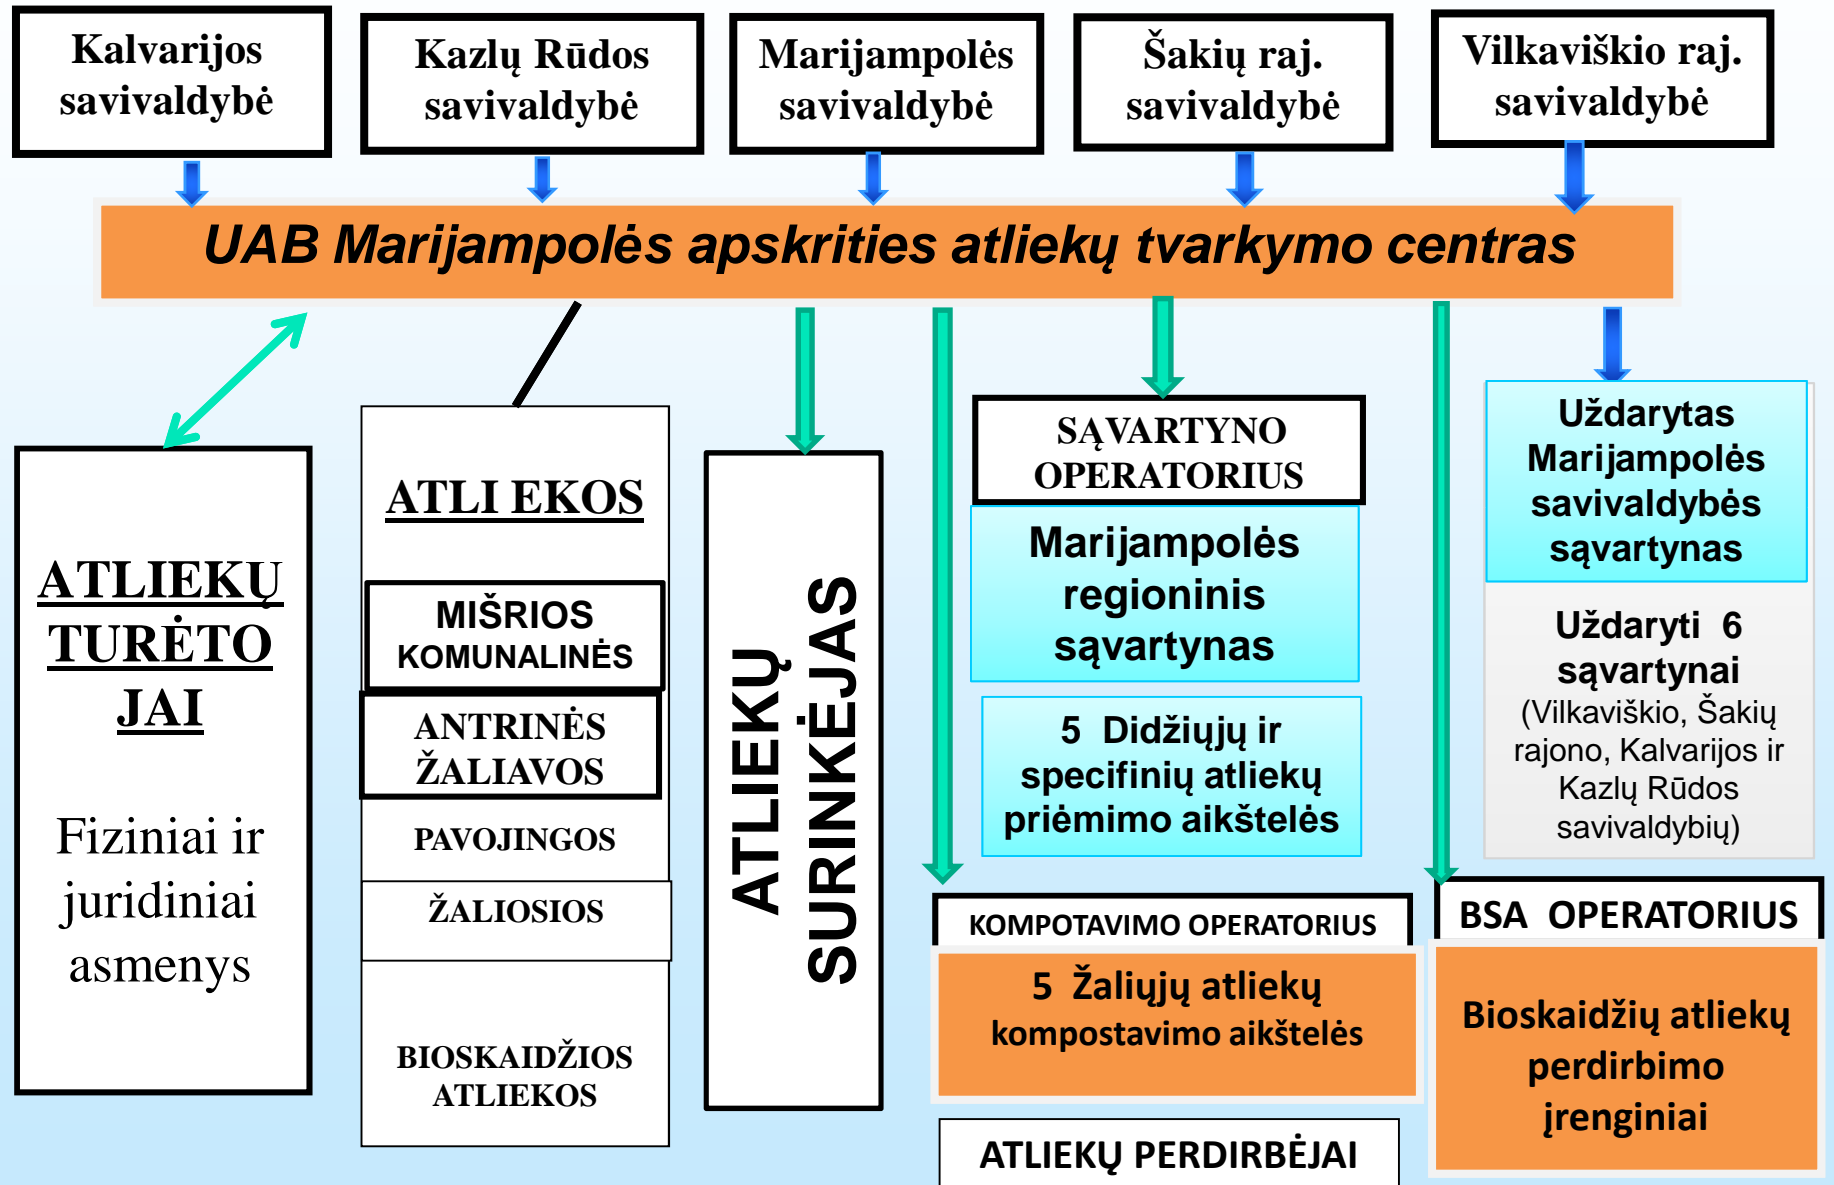 Kalvarijos
savivaldybė
Kazlų Rūdos
savivaldybė
Marijampolės
savivaldybė
Šakių raj.
savivaldybė
Vilkaviškio raj.
savivaldybė
UAB Marijampolės apskrities atliekų tvarkymo centras
ATLIEKŲ
TURĖTO
JAI
Fiziniai ir
juridiniai
asmenys
ATLI EKOS
MIŠRIOS
KOMUNALINĖS
ANTRINĖS
ŽALIAVOS
PAVOJINGOS
ŽALIOSIOS
BIOSKAIDŽIOS
ATLIEKOS
ATLIEKŲ
SURINKĖJAS
SĄVARTYNO
OPERATORIUS
Marijampolės
regioninis
sąvartynas
5 Didžiųjų ir
specifinių atliekų
priėmimo aikštelės
KOMPOTAVIMO OPERATORIUS
5 Žaliųjų atliekų
kompostavimo aikštelės
ATLIEKŲ PERDIRBĖJAI
Uždarytas
Marijampolės
savivaldybės
sąvartynas
Uždaryti 6
sąvartynai
(Vilkaviškio, Šakių
rajono, Kalvarijos ir
Kazlų Rūdos
savivaldybių)
BSA OPERATORIUS
Bioskaidžių atliekų
perdirbimo
įrenginiai